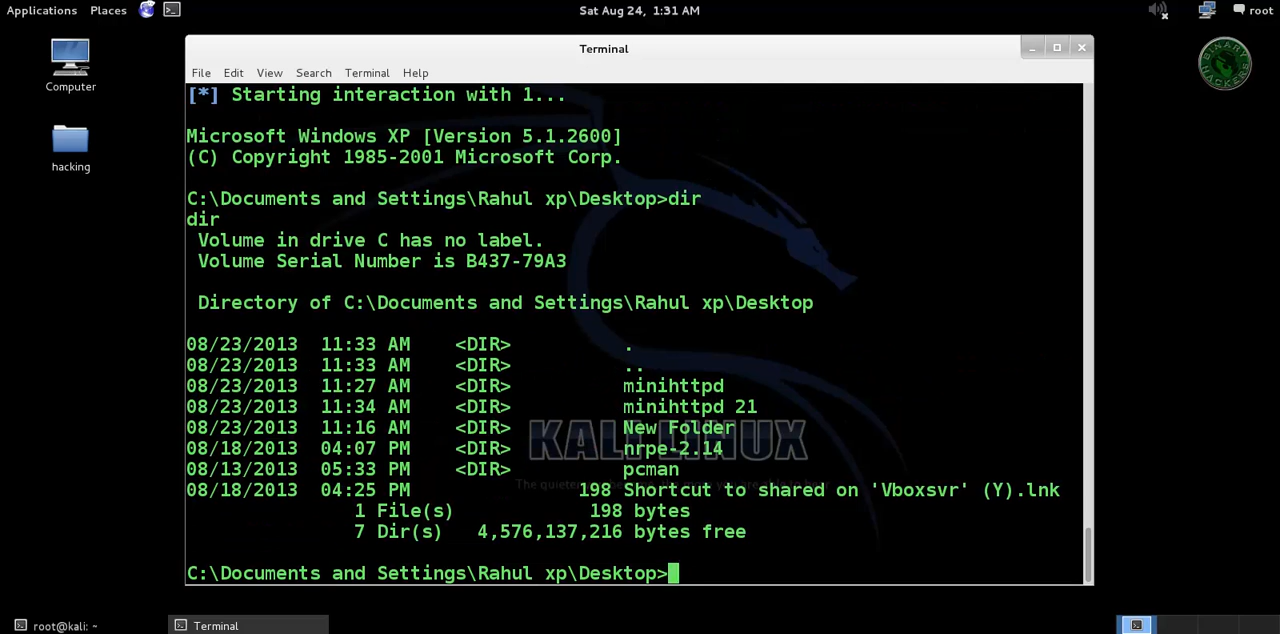 Applications Places Sat Aug 24, 1:31 AM root
Computer
hacking
BINARY HACKERS
Terminal
File Edit View Search Terminal Help
[*] Starting interaction with 1...
Microsoft Windows XP [Version 5.1.2600]
(C) Copyright 1985-2001 Microsoft Corp.
C:\Documents and Settings\Rahul xp\Desktop>dir
dir
Volume in drive C has no label.
Volume Serial Number is B437-79A3
Directory of C:\Documents and Settings\Rahul xp\Desktop
08/23/2013 11:33 AM <DIR> .
08/23/2013 11:33 AM <DIR> ..
08/23/2013 11:27 AM <DIR> minihttpd
08/23/2013 11:34 AM <DIR> minihttpd 21
08/23/2013 11:16 AM <DIR> New Folder
KALI LINUX
08/18/2013 04:07 PM <DIR> nrpe-2.14
08/13/2013 05:33 PM <DIR> pcman
The quieter
08/18/2013 04:25 PM 198 Shortcut to shared on 'Vboxsvr' (Y).lnk
1 File(s) 198 bytes
7 Dir(s) 4,576,137,216 bytes free
C:\Documents and Settings\Rahul xp\Desktop>
root@kali: ~ Terminal